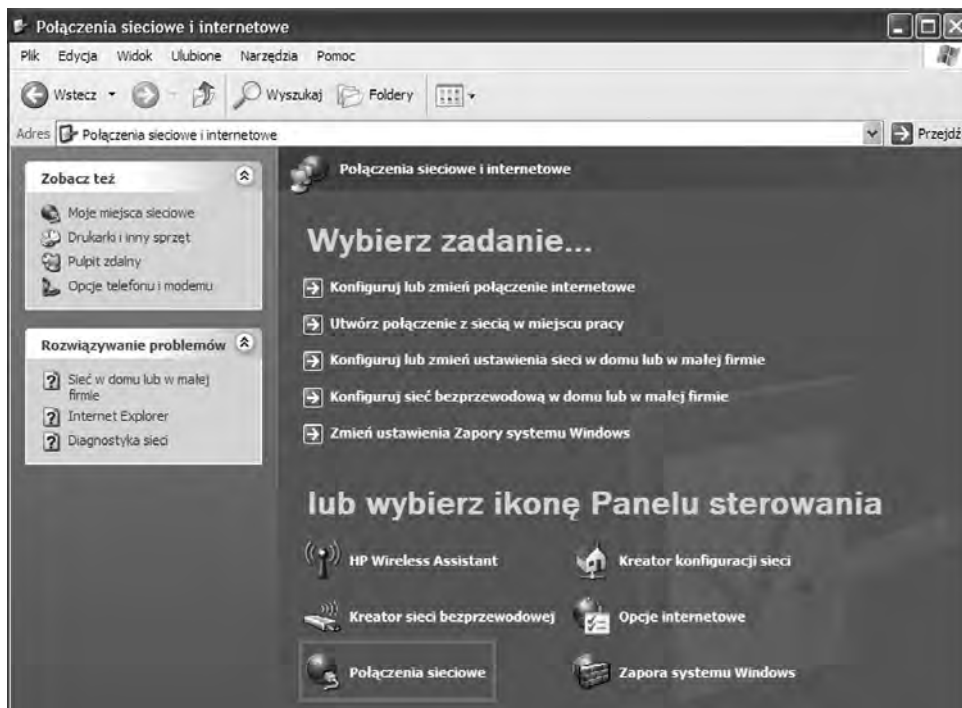 Połączenia sieciowe i internetowe
Plik Edycja Widok Ulubione Narzędzia Pomoc
Wstecz Wyszukaj Foldery
Adres Połączenia sieciowe i internetowe Przejdź
Zobacz też
Moje miejsca sieciowe
Drukarki i inny sprzęt
Pulpit zdalny
Opcje telefonu i modemu
Rozwiązywanie problemów
Sieć w domu lub w małej
firmie
Internet Explorer
Diagnostyka sieci
Połączenia sieciowe i internetowe
Wybierz zadanie...
Konfiguruj lub zmień połączenie internetowe
Utwórz połączenie z siecią w miejscu pracy
Konfiguruj lub zmień ustawienia sieci w domu lub w małej firmie
Konfiguruj sieć bezprzewodową w domu lub w małej firmie
Zmień ustawienia Zapory systemu Windows
lub wybierz ikonę Panelu sterowania
HP Wireless Assistant
Kreator konfiguracji sieci
Kreator sieci bezprzewodowej
Opcje internetowe
Połączenia sieciowe
Zapora systemu Windows